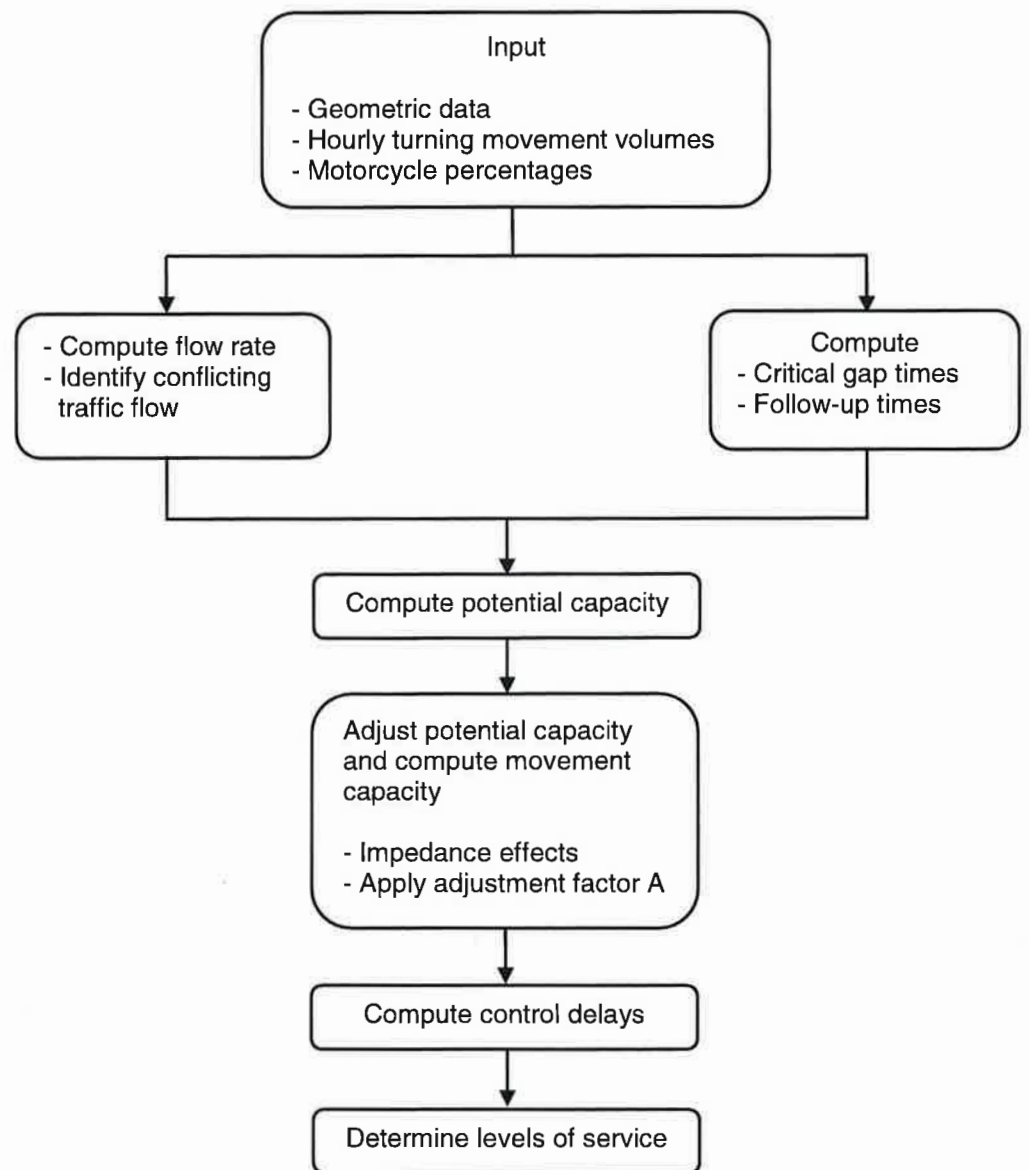 Input
- Geometric data
- Hourly turning movement volumes
- Motorcycle percentages
- Compute flow rate
- Identify conflicting
traffic flow
Compute
- Critical gap times
- Follow-up times
Compute potential capacity
Adjust potential capacity
and compute movement
capacity
- Impedance effects
- Apply adjustment factor A
Compute control delays
Determine levels of service